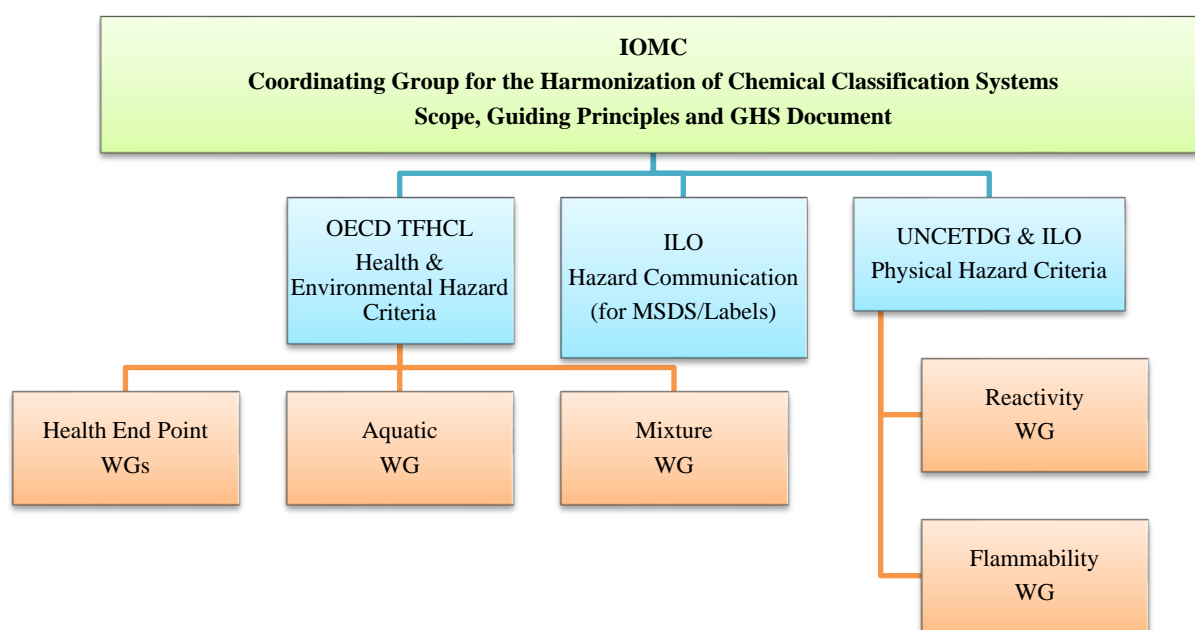 IOMC
Coordinating Group for the Harmonization of Chemical Classification Systems
Scope, Guiding Principles and GHS Document
OECD TFHCL
Health &
Environmental Hazard
Criteria
ILO
Hazard Communication
(for MSDS/Labels)
UNCETDG & ILO
Physical Hazard Criteria
Health End Point
WGs
Aquatic
WG
Mixture
WG
Reactivity
WG
Flammability
WG